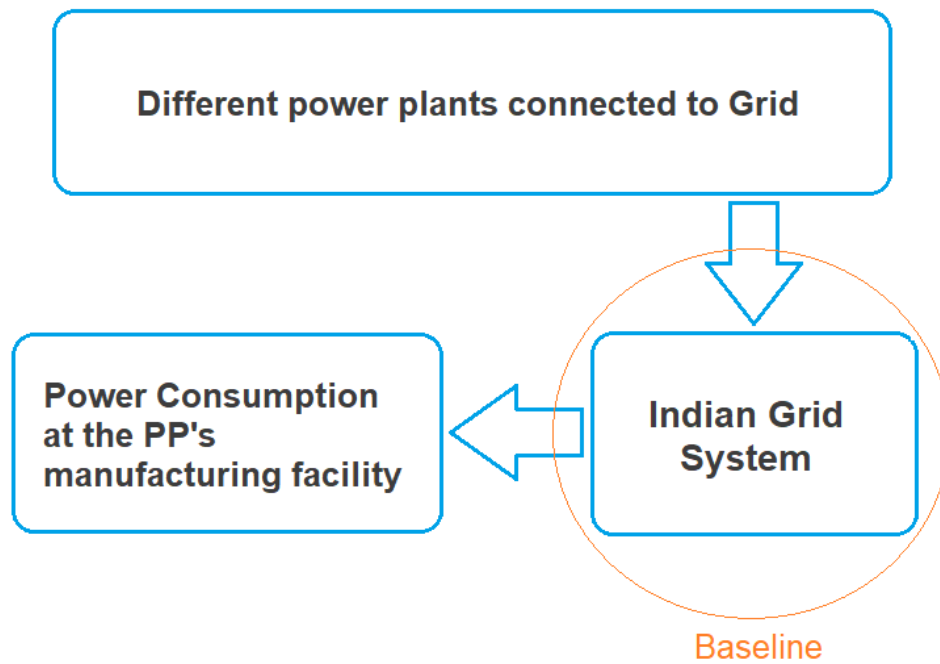 Different power plants connected to Grid
Power Consumption
at the PP's
manufacturing facility
Indian Grid
System
Baseline